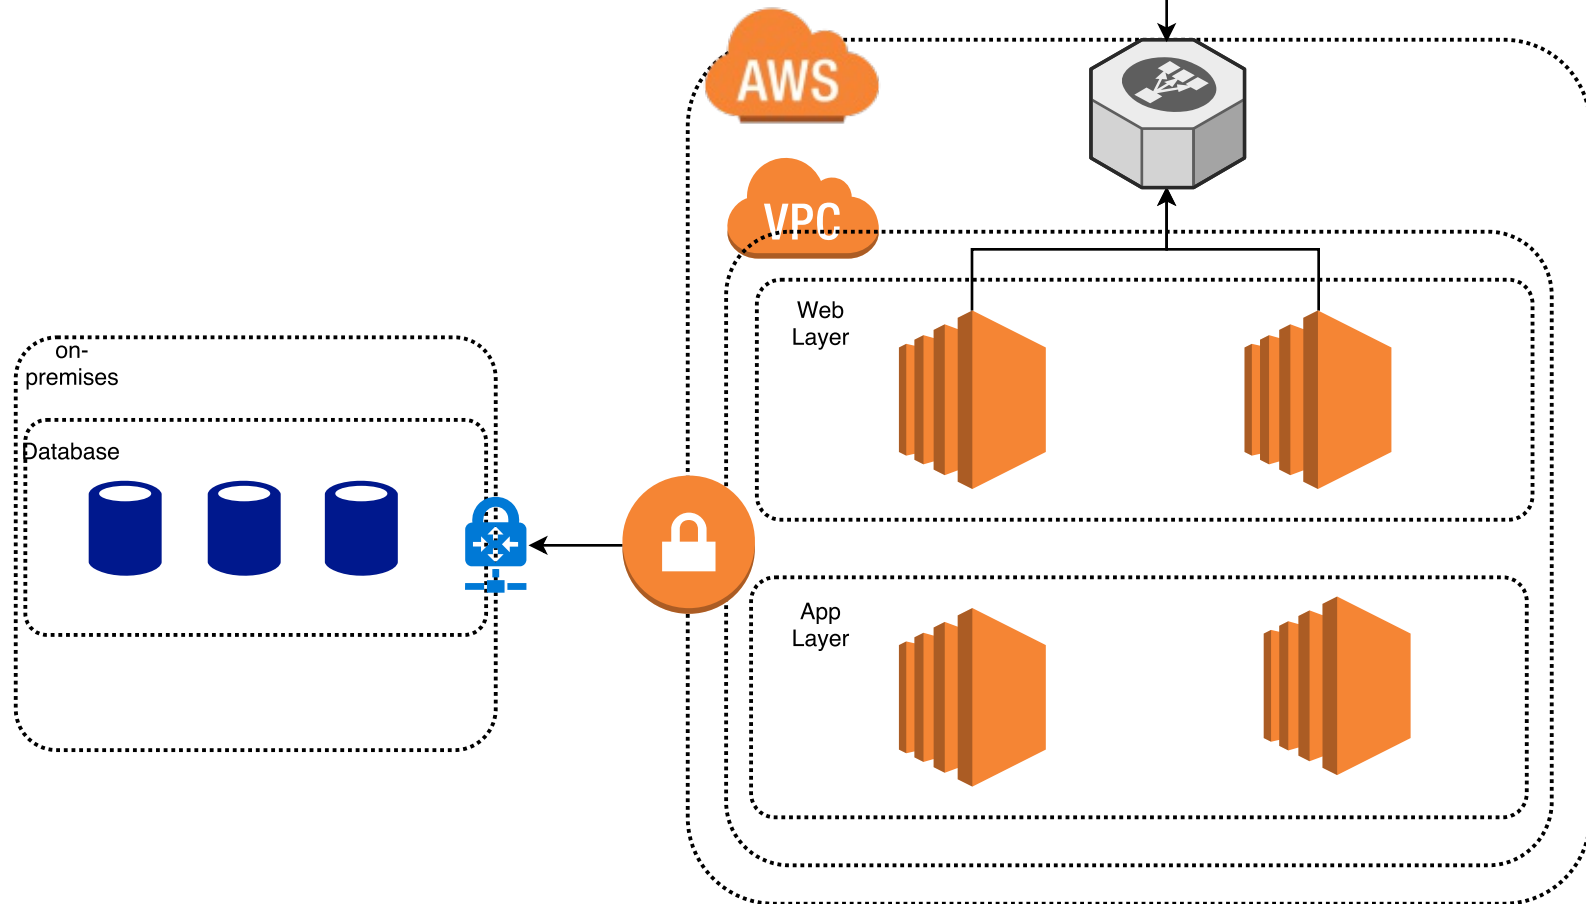 AWS
VPC
Web
Layer
on-
premises
Database
App
Layer